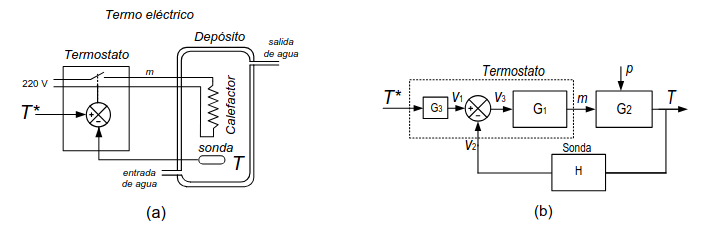 Termo eléctrico
Depósito
salida
de agua
Termostato
220 V
m
Calefactor
T*
+
-
sonda
T
entrada
de agua
(a)
Termostato
p
T*
G3
V1
+
-
V3
G1
m
G2
T
V2
Sonda
H
(b)